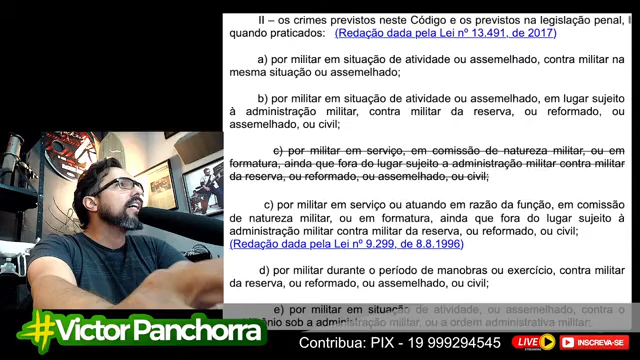 II – os crimes previstos neste Código e os previstos na legislação penal,
quando praticados: (Redação dada pela Lei nº 13.491, de 2017)
a) por militar em situação de atividade ou assemelhado, contra militar na
mesma situação ou assemelhado;
b) por militar em situação de atividade ou assemelhado, em lugar sujeito
à administração militar, contra militar da reserva, ou reformado, ou
assemelhado, ou civil;
c) por militar em serviço, em comissão de natureza militar, ou em
formatura, ainda que fora do lugar sujeito a administração militar contra militar
da reserva, ou reformado, ou assemelhado, ou civil;
c) por militar em serviço ou atuando em razão da função, em comissão
de natureza militar, ou em formatura, ainda que fora do lugar sujeito à
administração militar contra militar da reserva, ou reformado, ou civil;
(Redação dada pela Lei nº 9.299, de 8.8.1996)
d) por militar durante o período de manobras ou exercício, contra militar
da reserva, ou reformado, ou assemelhado, ou civil;
e) por militar em situação de atividade, ou assemelhado, contra o
patrimônio sob a administração militar, ou a ordem administrativa militar;
#VictorPanchorra
Contribua: PIX - 19 999294545
LIVE
INSCREVA-SE